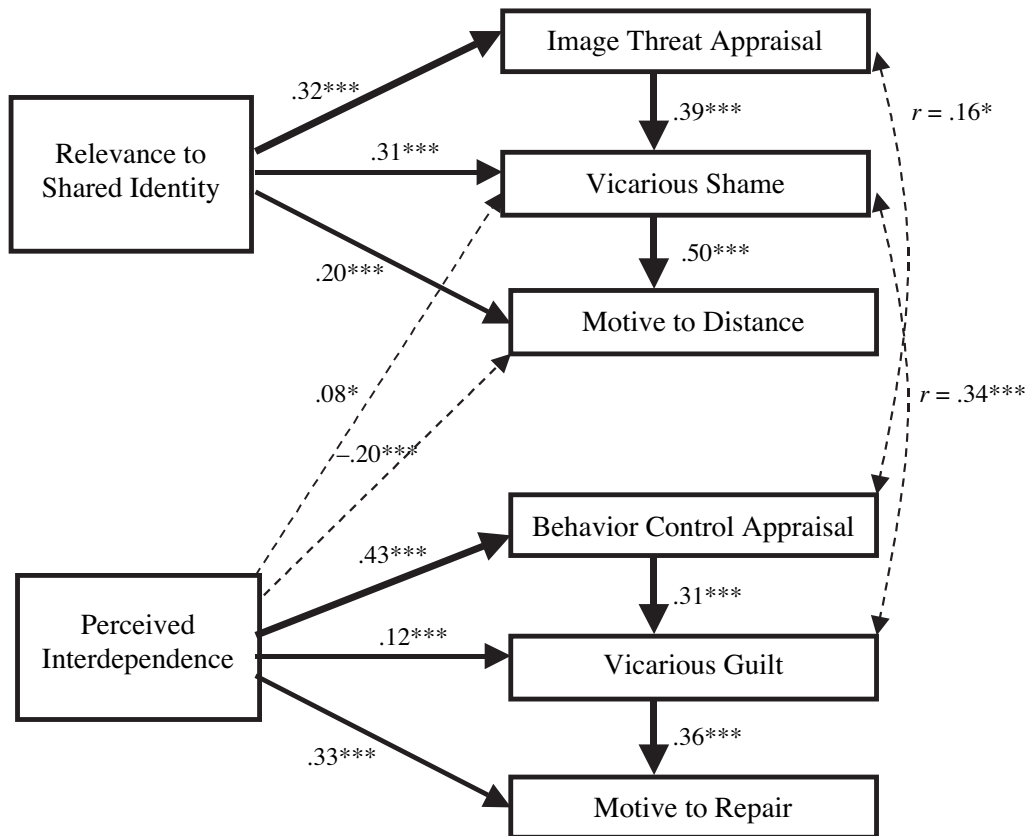 Image Threat Appraisal
.32***
.39***
r = .16*
Relevance to
Shared Identity
.31***
Vicarious Shame
.20***
.50***
Motive to Distance
.08*
r = .34***
–.20***
Behavior Control Appraisal
.43***
.31***
Perceived
Interdependence
.12***
Vicarious Guilt
.33***
.36***
Motive to Repair